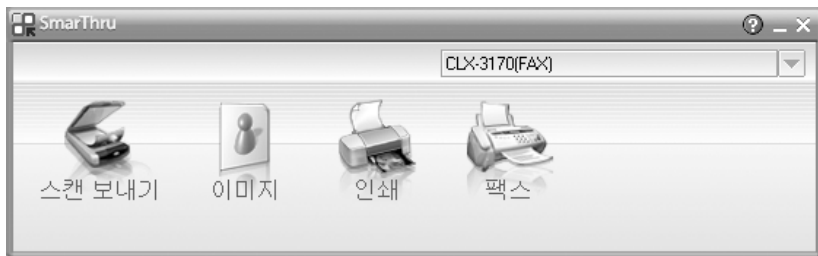 SmarThru
CLX-3170(FAX)
스캔 보내기 이미지 인쇄 팩스